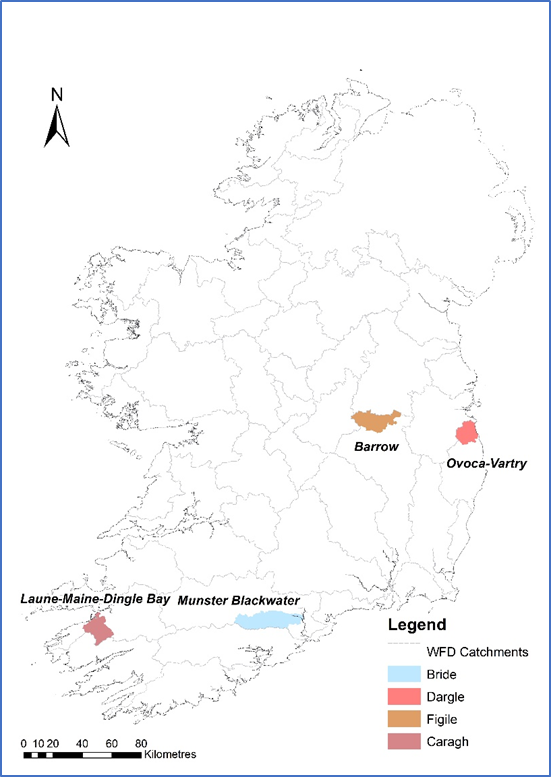 N
Barrow
Ovoca-Vartry
Laune-Maine-Dingle Bay
Munster Blackwater
Legend
WFD Catchments
Bride
Dargle
Figile
Caragh
0 10 20 40 60 80
Kilometres